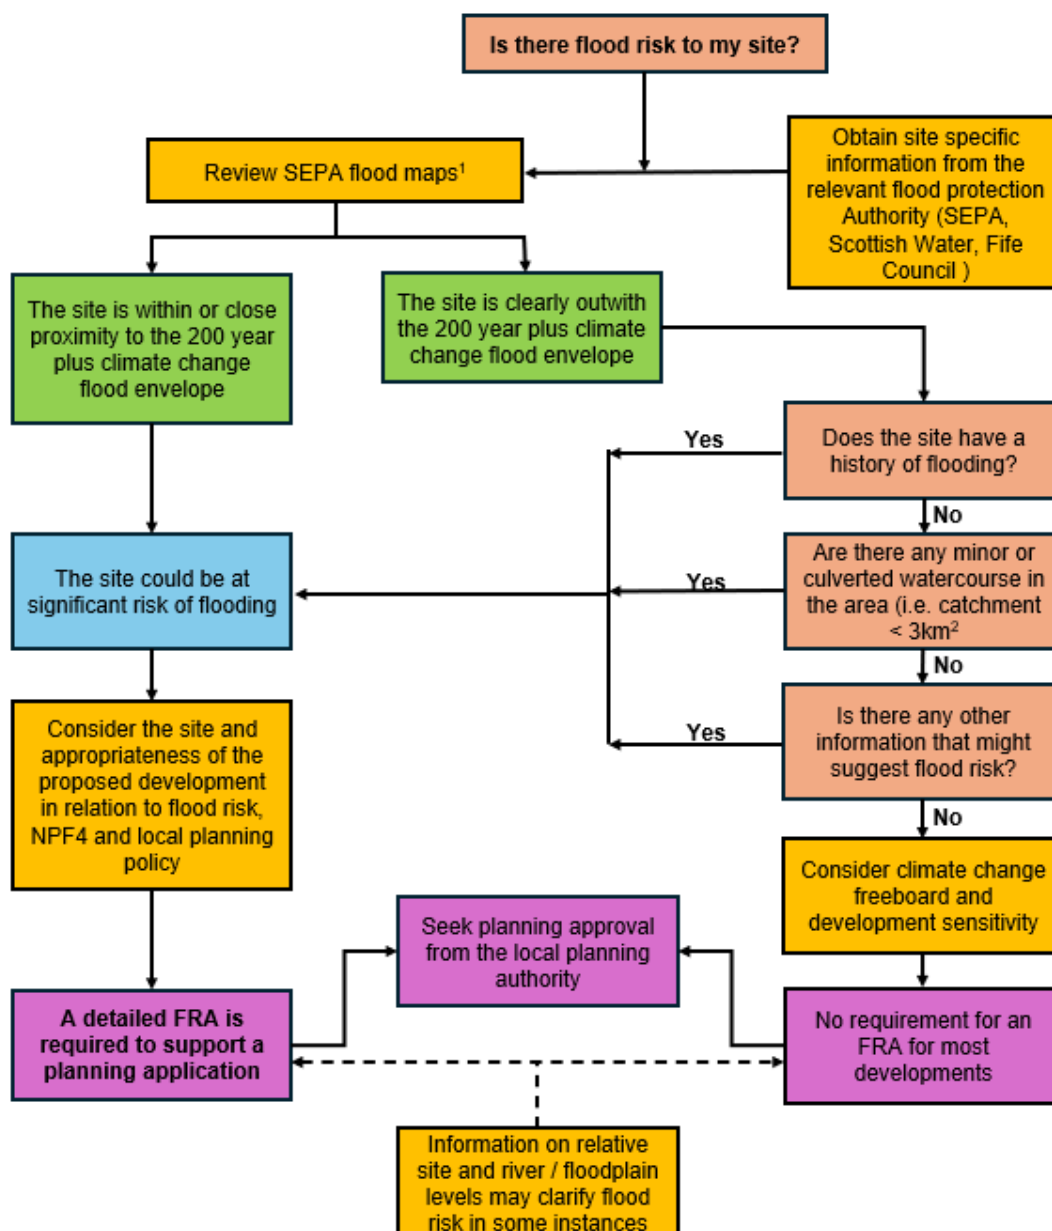 Is there flood risk to my site?
Review SEPA flood maps¹
Obtain site specific
information from the
relevant flood protection
Authority (SEPA,
Scottish Water, Fife
Council )
The site is within or close
proximity to the 200 year
plus climate change
flood envelope
The site is clearly outwith
the 200 year plus climate
change flood envelope
Does the site have a
history of flooding?
Yes
No
Are there any minor or
culverted watercourse in
the area (i.e. catchment
< 3km²
Yes
No
The site could be at
significant risk of flooding
Is there any other
information that might
suggest flood risk?
Yes
No
Consider the site and
appropriateness of the
proposed development
in relation to flood risk,
NPF4 and local planning
policy
Consider climate change
freeboard and
development sensitivity
Seek planning approval
from the local planning
authority
A detailed FRA is
required to support a
planning application
No requirement for an
FRA for most
developments
Information on relative
site and river / floodplain
levels may clarify flood
risk in some instances